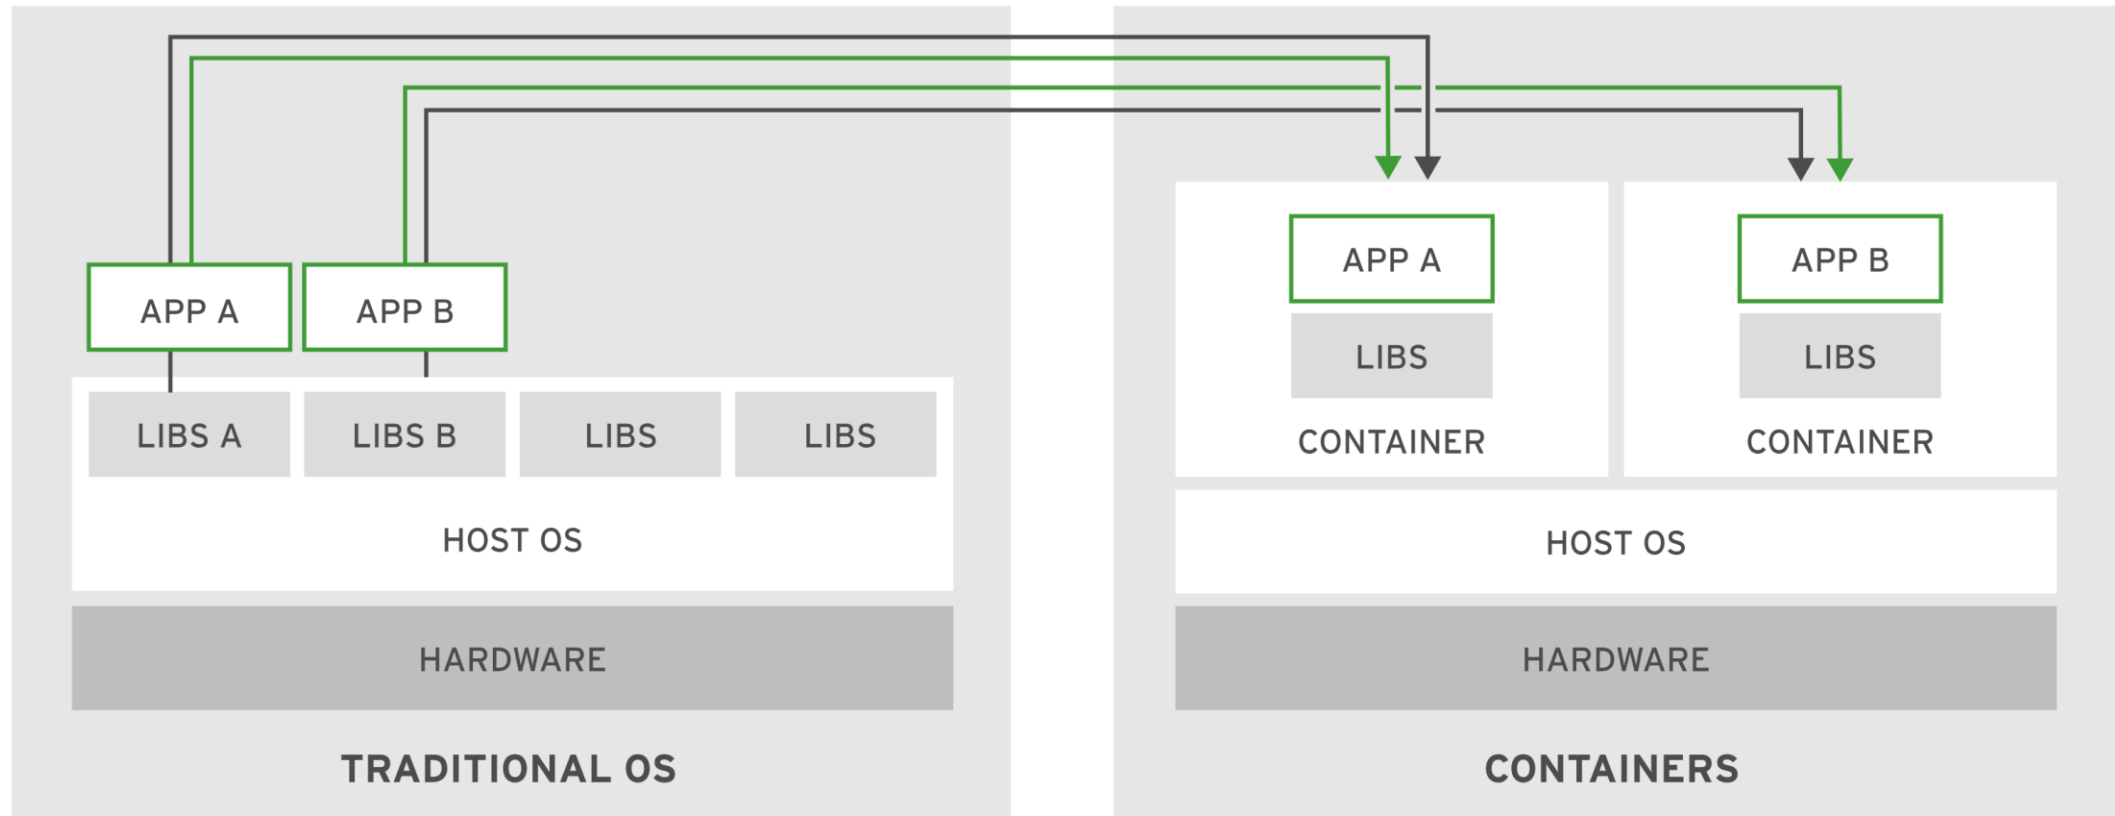 APP A
APP B
LIBS A
LIBS B
LIBS
LIBS
HOST OS
HARDWARE
TRADITIONAL OS
APP A
LIBS
CONTAINER
APP B
LIBS
CONTAINER
HOST OS
HARDWARE
CONTAINERS